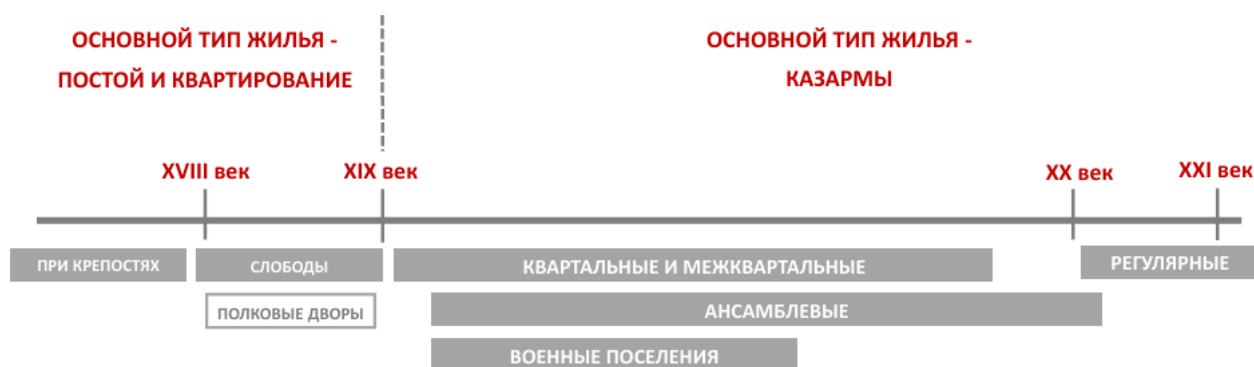 ОСНОВНОЙ ТИП ЖИЛЬЯ -
ПОСТОЙ И КВАРТИРОВАНИЕ
ОСНОВНОЙ ТИП ЖИЛЬЯ -
КАЗАРМЫ
XVIII век
XIX век
XX век
XXI век
ПРИ КРЕПОСТЯХ
СЛОБОДЫ
КВАРТАЛЬНЫЕ И МЕЖКВАРТАЛЬНЫЕ
РЕГУЛЯРНЫЕ
ПОЛКОВЫЕ ДВОРЫ
АНСАМБЛЕВЫЕ
ВОЕННЫЕ ПОСЕЛЕНИЯ